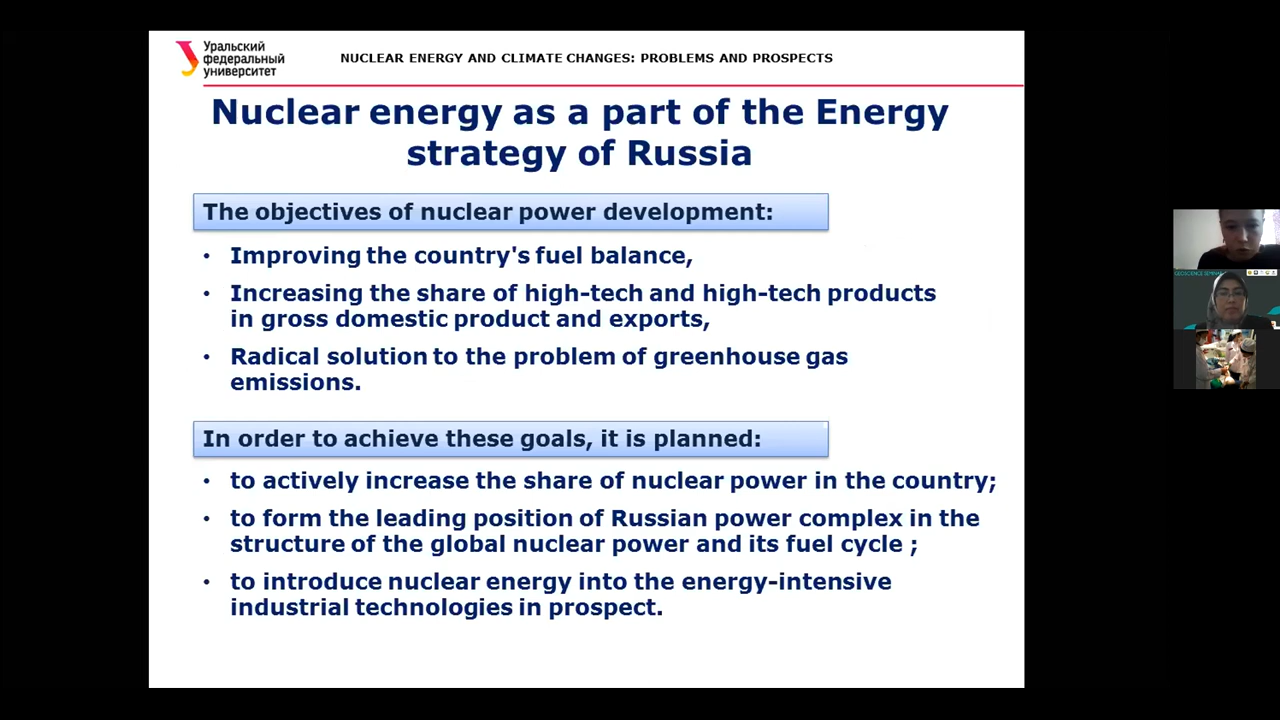 Уральский
федеральный
университет
NUCLEAR ENERGY AND CLIMATE CHANGES: PROBLEMS AND PROSPECTS
Nuclear energy as a part of the Energy
strategy of Russia
The objectives of nuclear power development:
• Improving the country's fuel balance,
• Increasing the share of high-tech and high-tech products
in gross domestic product and exports,
• Radical solution to the problem of greenhouse gas
emissions.
In order to achieve these goals, it is planned:
• to actively increase the share of nuclear power in the country;
• to form the leading position of Russian power complex in the
structure of the global nuclear power and its fuel cycle ;
• to introduce nuclear energy into the energy-intensive
industrial technologies in prospect.
GEOSCIENCE SEMINAR